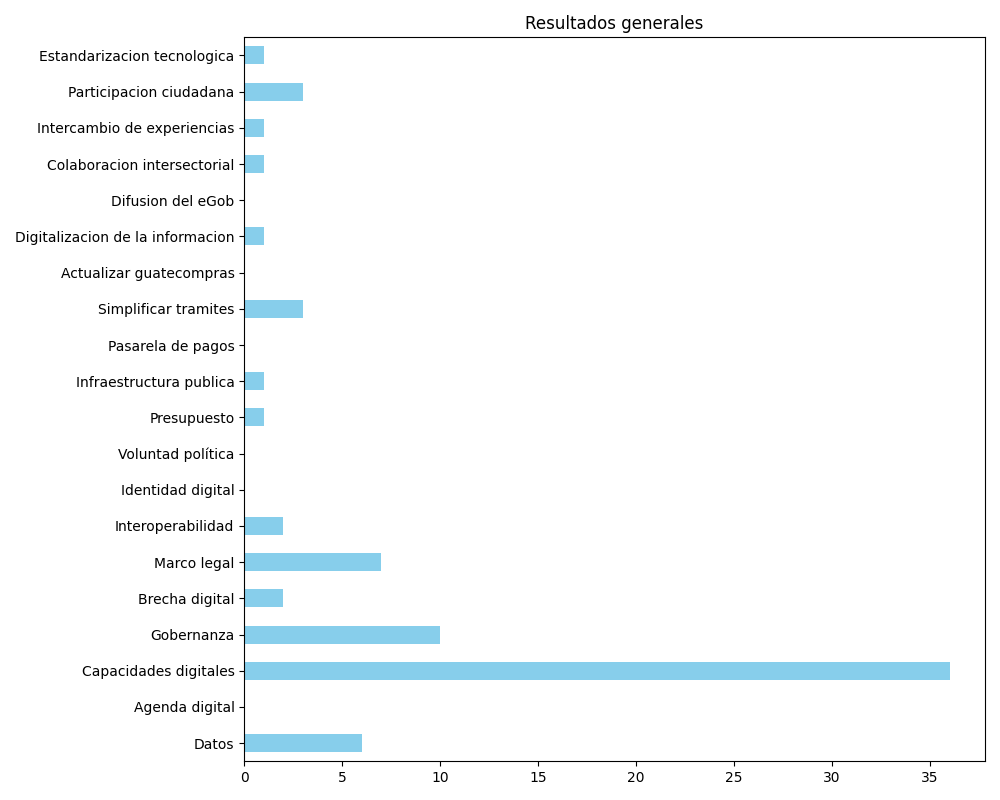 Resultados generales
Estandarizacion tecnologica
Participacion ciudadana
Intercambio de experiencias
Colaboracion intersectorial
Difusion del eGob
Digitalizacion de la informacion
Actualizar guatecompras
Simplificar tramites
Pasarela de pagos
Infraestructura publica
Presupuesto
Voluntad política
Identidad digital
Interoperabilidad
Marco legal
Brecha digital
Gobernanza
Capacidades digitales
Agenda digital
Datos
0 5 10 15 20 25 30 35